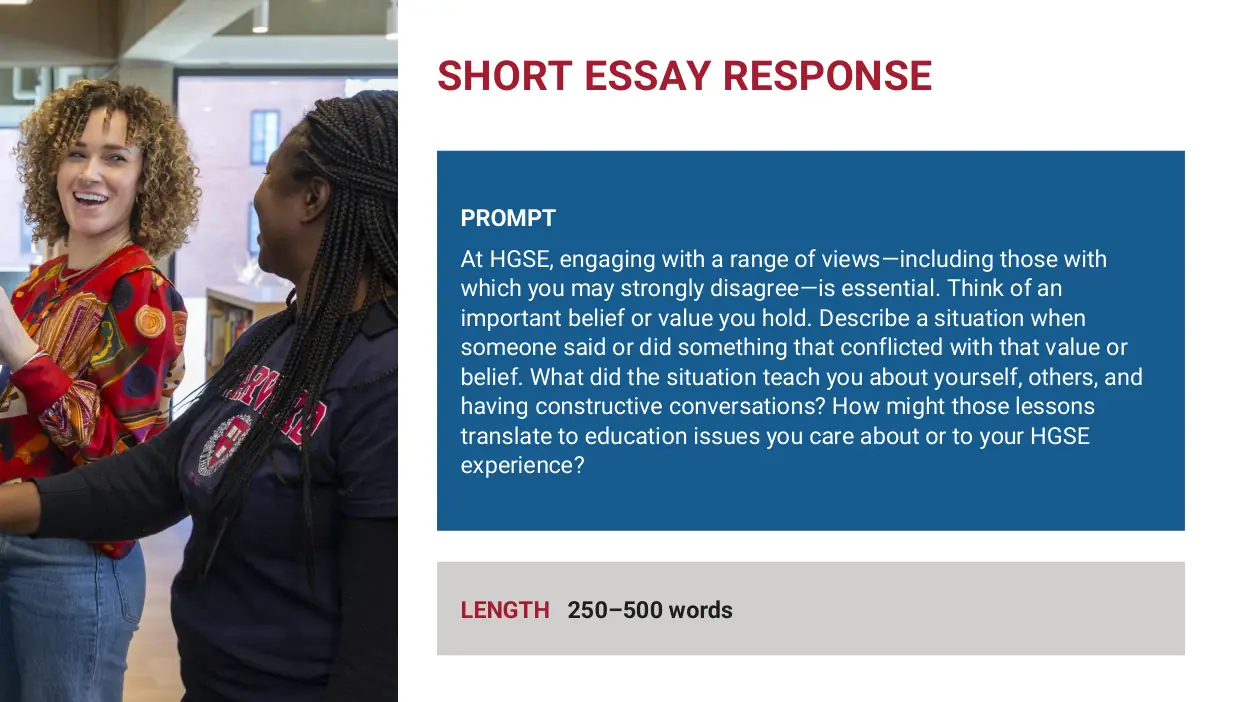 SHORT ESSAY RESPONSE
PROMPT
At HGSE, engaging with a range of views—including those with
which you may strongly disagree—is essential. Think of an
important belief or value you hold. Describe a situation when
someone said or did something that conflicted with that value or
belief. What did the situation teach you about yourself, others, and
having constructive conversations? How might those lessons
translate to education issues you care about or to your HGSE
experience?
LENGTH 250–500 words
HARVARD